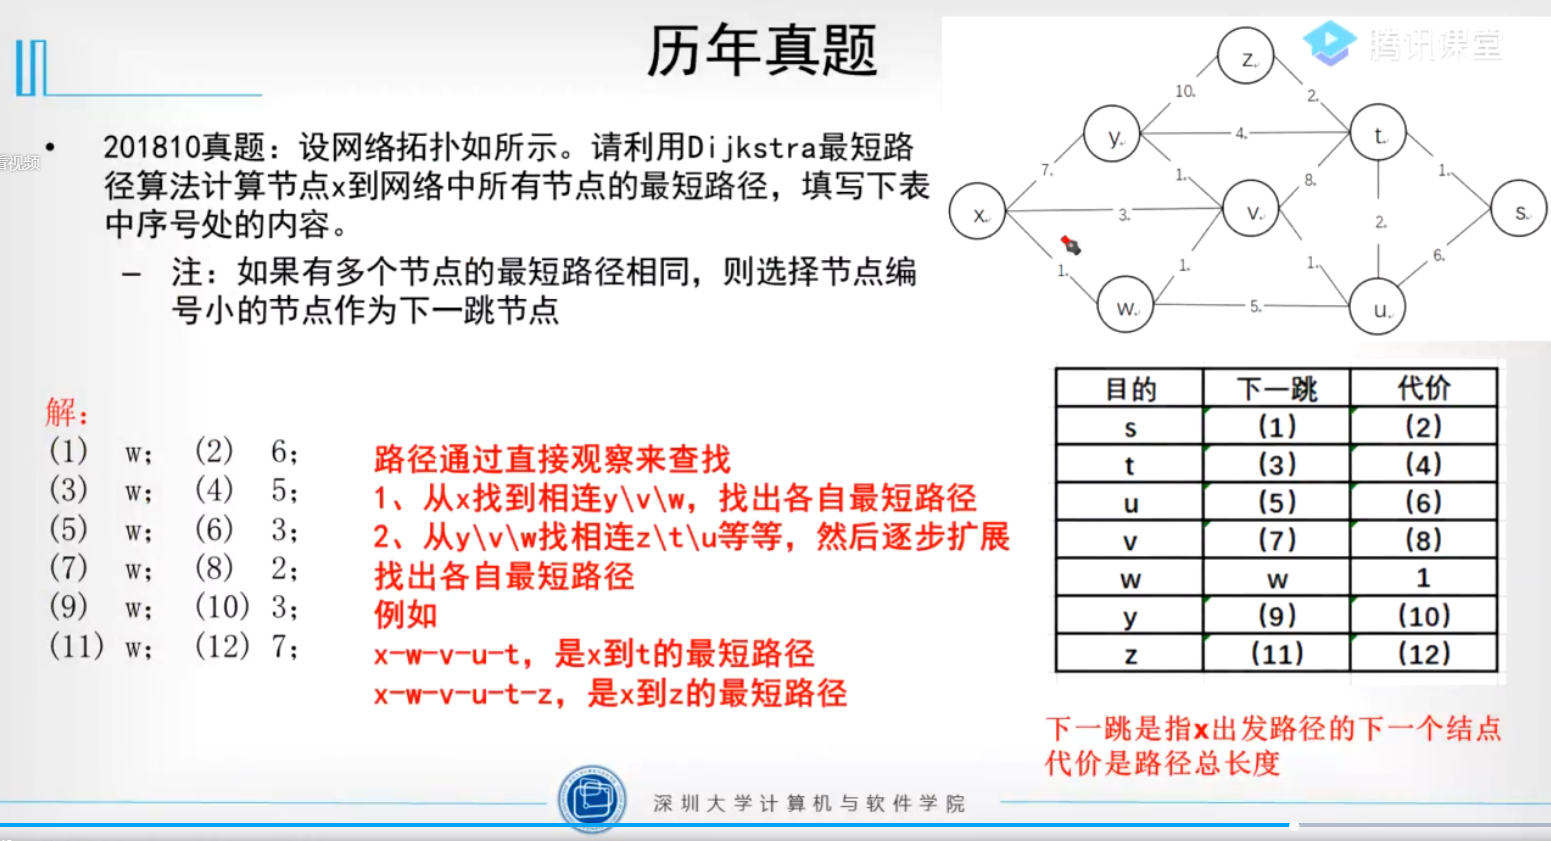 历年真题
腾讯课堂
看视频
• 201810真题：设网络拓扑如所示。请利用Dijkstra最短路
径算法计算节点x到网络中所有节点的最短路径，填写下表
中序号处的内容。
– 注：如果有多个节点的最短路径相同，则选择节点编
号小的节点作为下一跳节点
z
10.
2.
y
4.
t
7.
1.
8.
1.
x
3.
v
2.
s
1.
1.
1.
6.
w
5.
u
解：
(1) w； (2) 6；
(3) w； (4) 5；
(5) w； (6) 3；
(7) w； (8) 2；
(9) w； (10) 3；
(11) w； (12) 7；
路径通过直接观察来查找
1、从x找到相连y\v\w，找出各自最短路径
2、从y\v\w找相连z\t\u等等，然后逐步扩展
找出各自最短路径
例如
x-w-v-u-t，是x到t的最短路径
x-w-v-u-t-z，是x到z的最短路径
目的 下一跳 代价
s (1) (2)
t (3) (4)
u (5) (6)
v (7) (8)
w w 1
y (9) (10)
z (11) (12)
下一跳是指x出发路径的下一个结点
代价是路径总长度
深圳大学计算机与软件学院